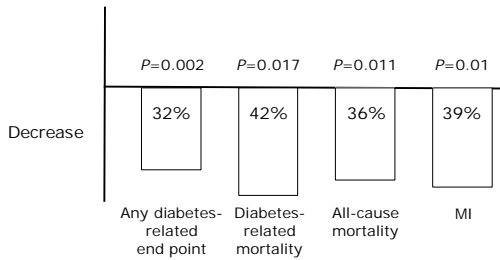 P=0.002 P=0.017 P=0.011 P=0.01
32% 42% 36% 39%
Decrease
Any diabetes-
related
end point
Diabetes-
related
mortality
All-cause
mortality
MI